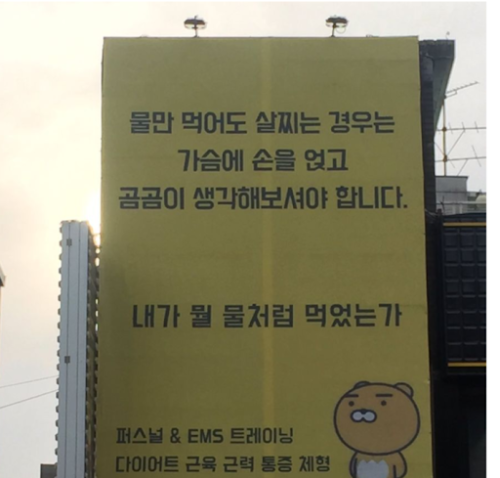 물만 먹어도 살찌는 경우는
가슴에 손을 얹고
곰곰이 생각해보셔야 합니다.
내가 뭘 물처럼 먹었는가
퍼스널 & EMS 트레이닝
다이어트 근육 근력 통증 체형